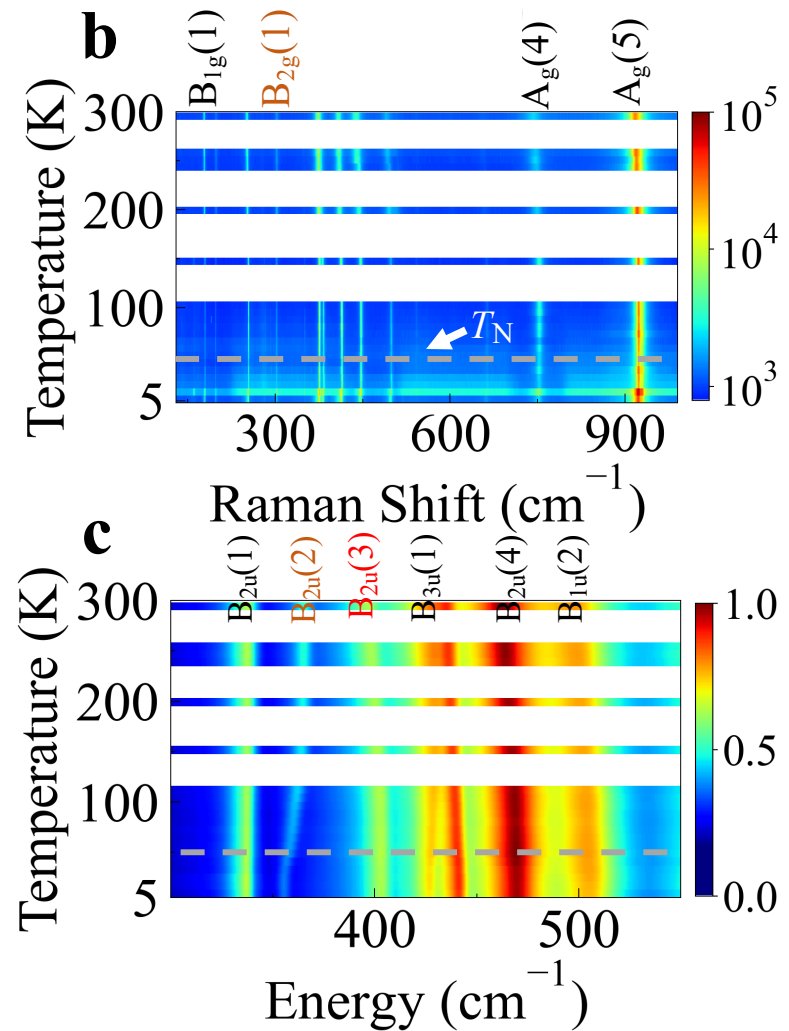 b
B1g(1) B2g(1) Ag(4) Ag(5)
Temperature (K)
300
200
100
5
TN
10^5
10^4
10^3
300 600 900
Raman Shift (cm−1)
c
B2u(1) B2u(2) B2u(3) B3u(1) B2u(4) B1u(2)
Temperature (K)
300
200
100
5
1.0
0.5
0.0
400 500
Energy (cm−1)